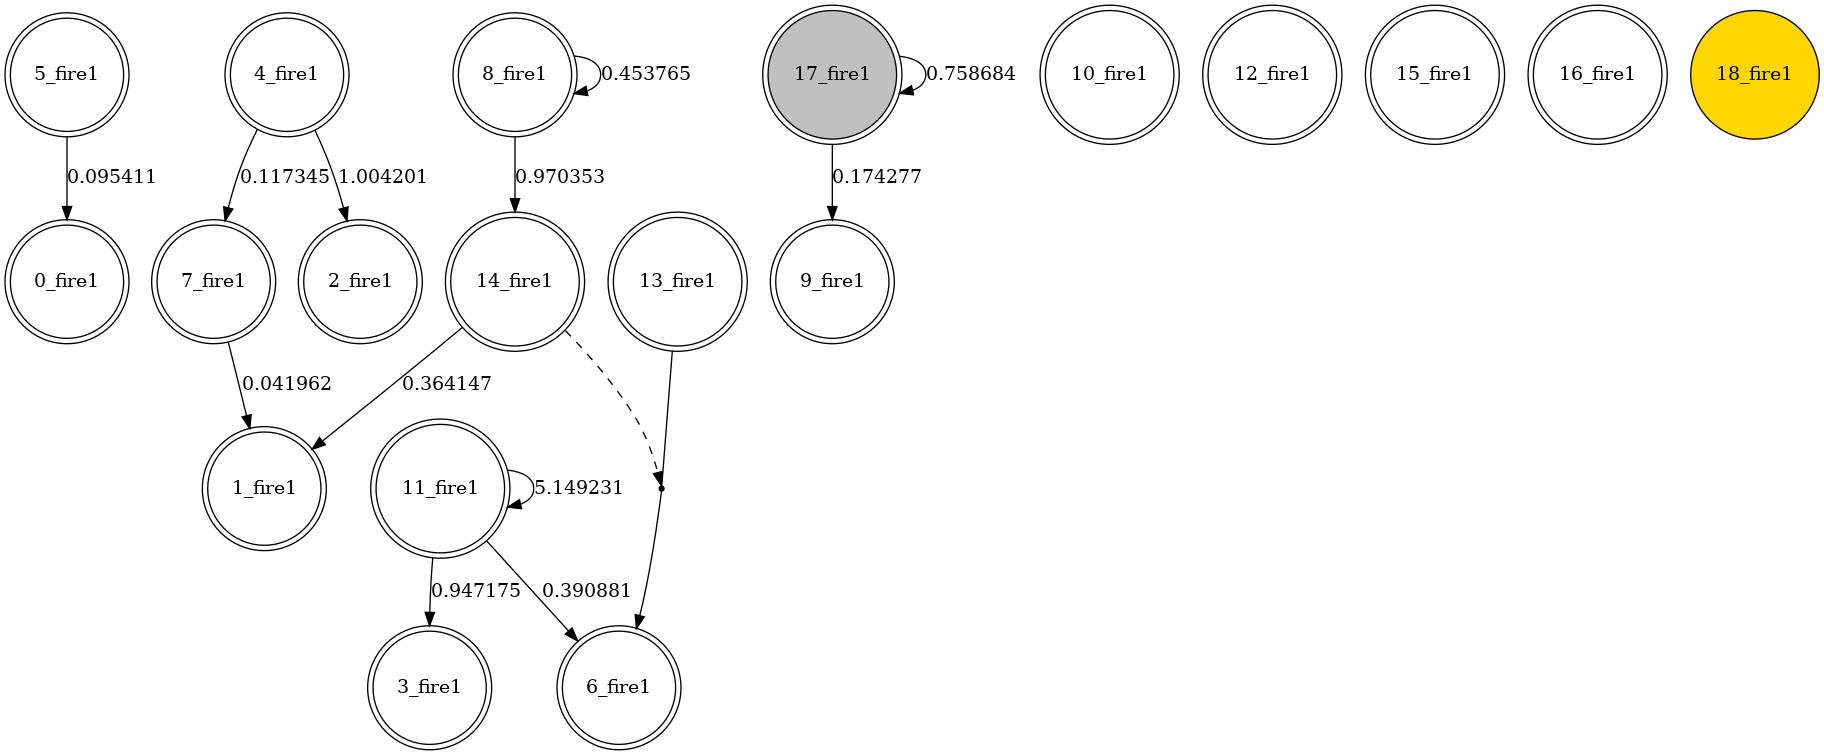 5_fire1
4_fire1
8_fire1
0.453765
17_fire1
0.758684
10_fire1
12_fire1
15_fire1
16_fire1
18_fire1
0.095411
0.117345
1.004201
0.970353
0.174277
0_fire1
7_fire1
2_fire1
14_fire1
13_fire1
9_fire1
0.041962
0.364147
1_fire1
11_fire1
5.149231
0.947175
0.390881
3_fire1
6_fire1